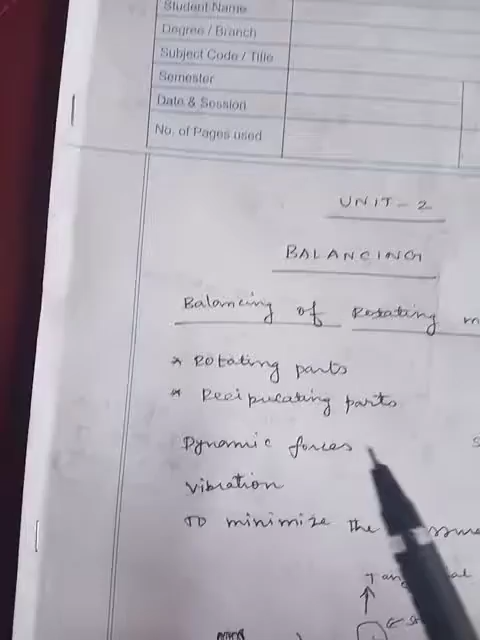 Student Name
Degree / Branch
Subject Code / Title
Semester
Date & Session
No. of Pages used
UNIT - 2
BALANCING
Balancing of Rotating
* Rotating parts
* Recipucating parts
Dynamic forces
Vibration
To minimize the